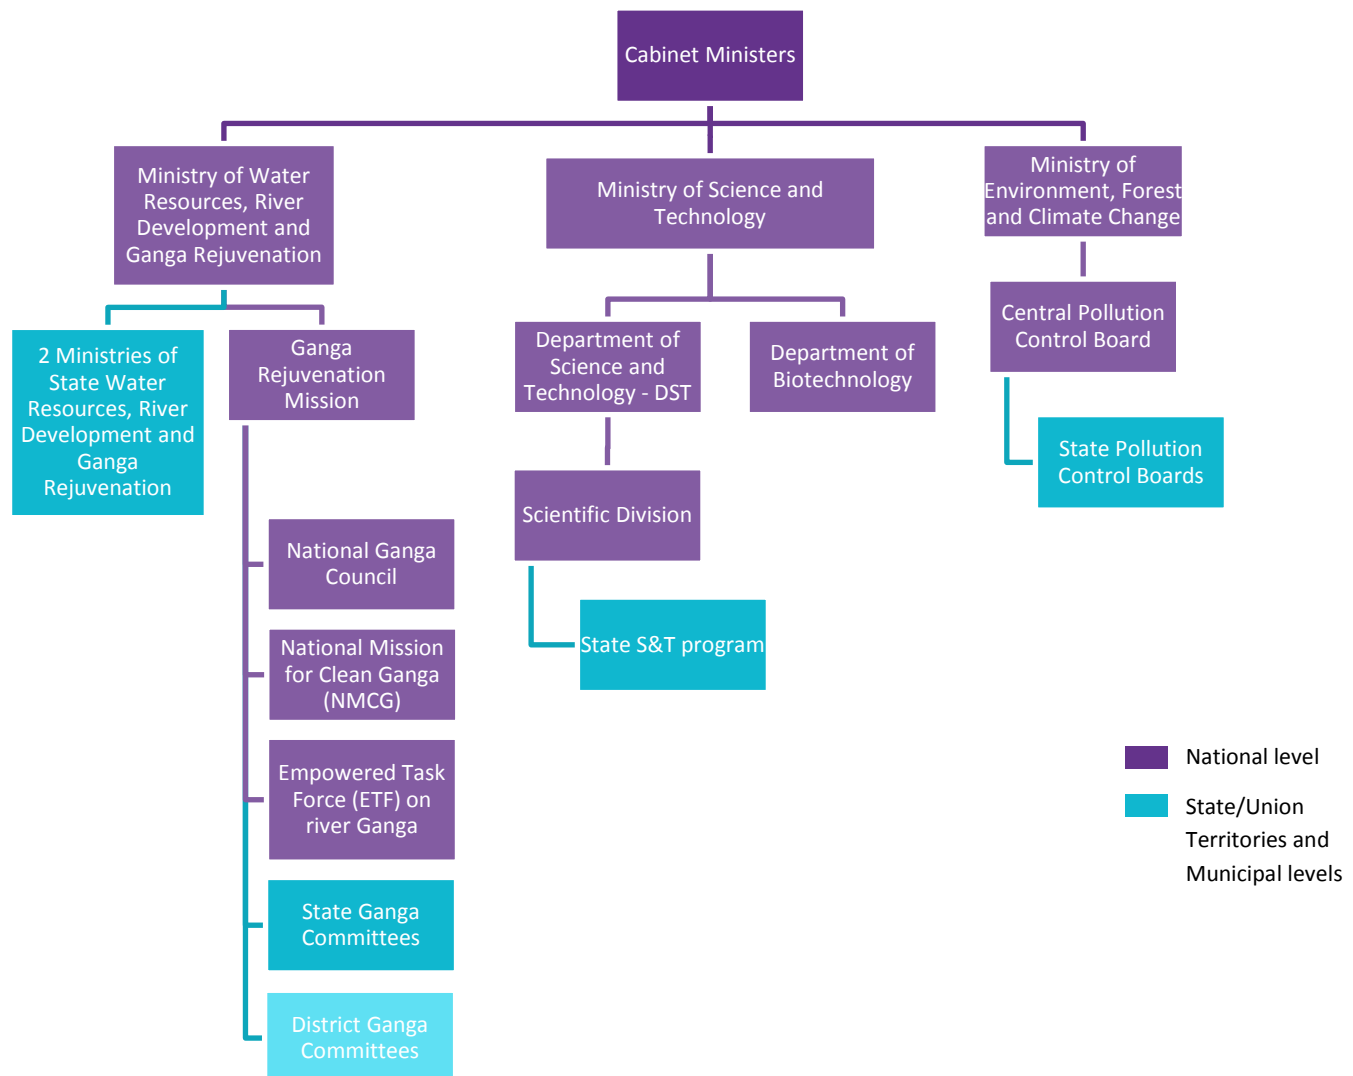 Cabinet Ministers
Ministry of Water
Resources, River
Development and
Ganga Rejuvenation
Ministry of Science and
Technology
Ministry of
Environment, Forest
and Climate Change
2 Ministries of
State Water
Resources, River
Development and
Ganga
Rejuvenation
Ganga
Rejuvenation
Mission
Department of
Science and
Technology - DST
Department of
Biotechnology
Central Pollution
Control Board
State Pollution
Control Boards
Scientific Division
State S&T program
National Ganga
Council
National Mission
for Clean Ganga
(NMCG)
Empowered Task
Force (ETF) on
river Ganga
State Ganga
Committees
District Ganga
Committees
National level
State/Union
Territories and
Municipal levels